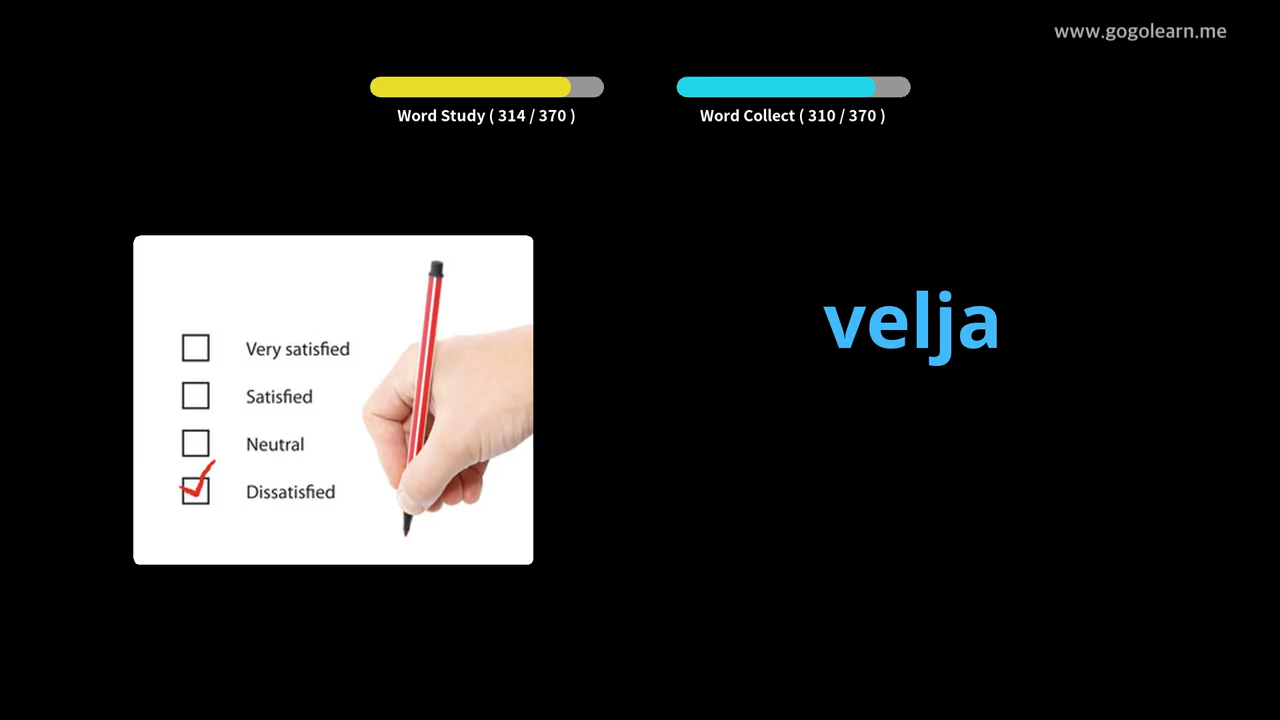 www.gogolearn.me
Word Study ( 314 / 370 )
Word Collect ( 310 / 370 )
Very satisfied
Satisfied
Neutral
Dissatisfied
velja